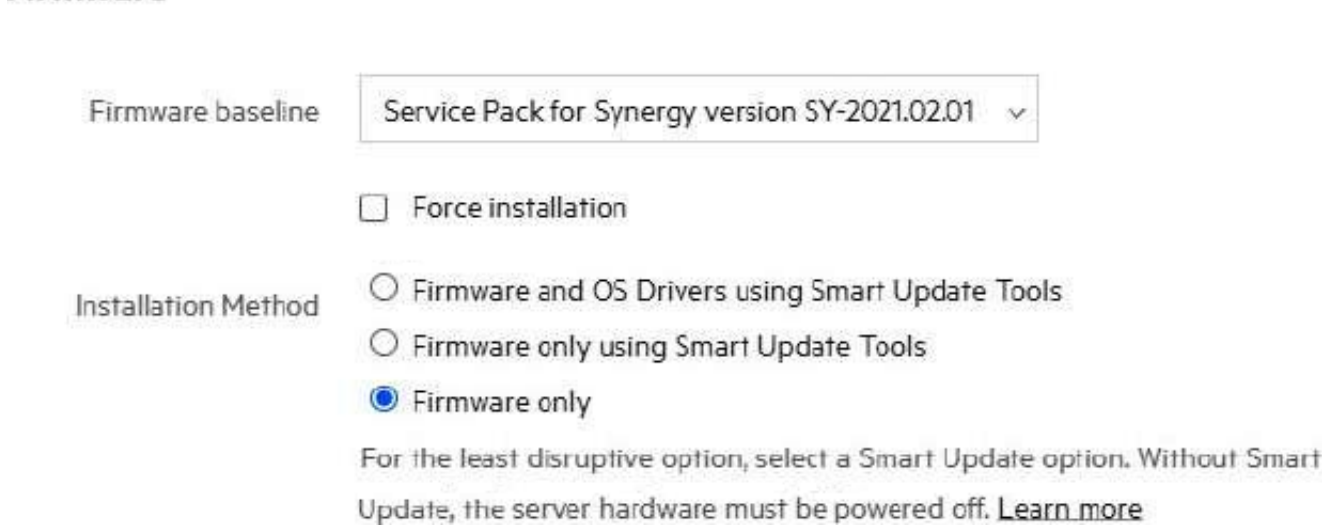 Firmware baseline
Service Pack for Synergy version SY-2021.02.01
Force installation
Installation Method
Firmware and OS Drivers using Smart Update Tools
Firmware only using Smart Update Tools
Firmware only
For the least disruptive option, select a Smart Update option. Without Smart
Update, the server hardware must be powered off. Learn more